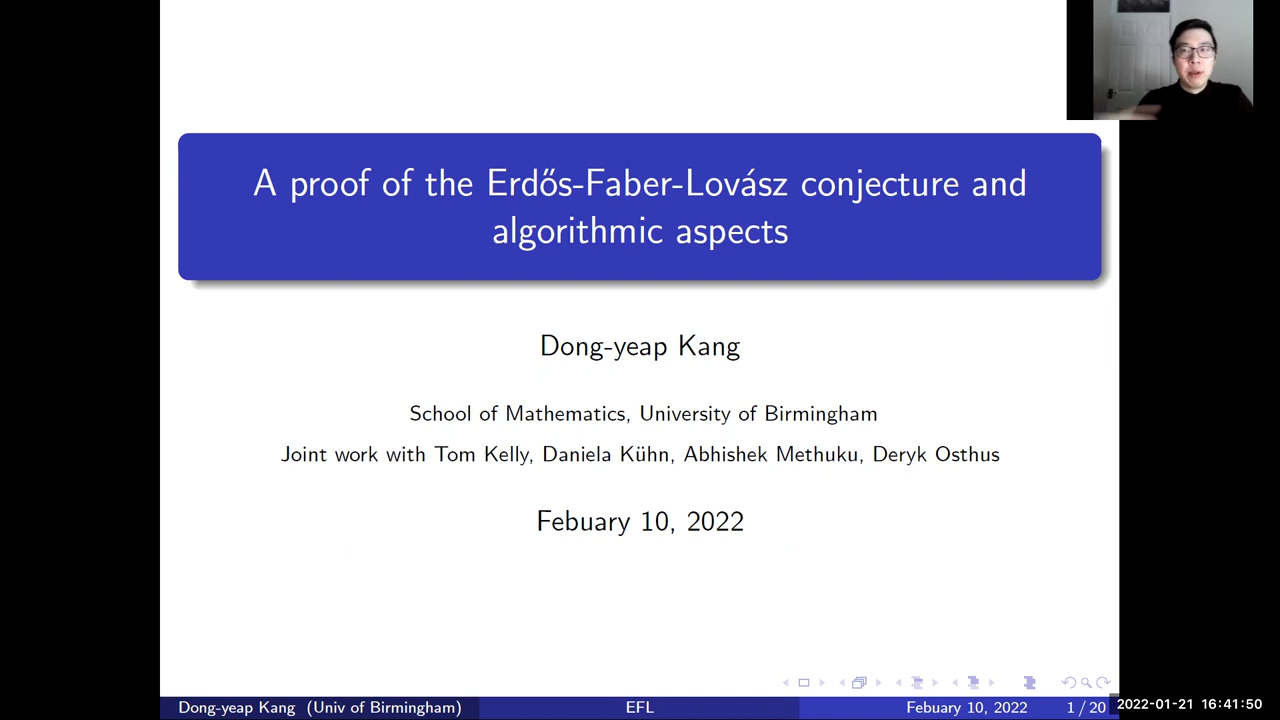 A proof of the Erdős-Faber-Lovász conjecture and
algorithmic aspects
Dong-yeap Kang
School of Mathematics, University of Birmingham
Joint work with Tom Kelly, Daniela Kühn, Abhishek Methuku, Deryk Osthus
Febuary 10, 2022
Dong-yeap Kang (Univ of Birmingham)
EFL
Febuary 10, 2022
1 / 20
2022-01-21 16:41:50